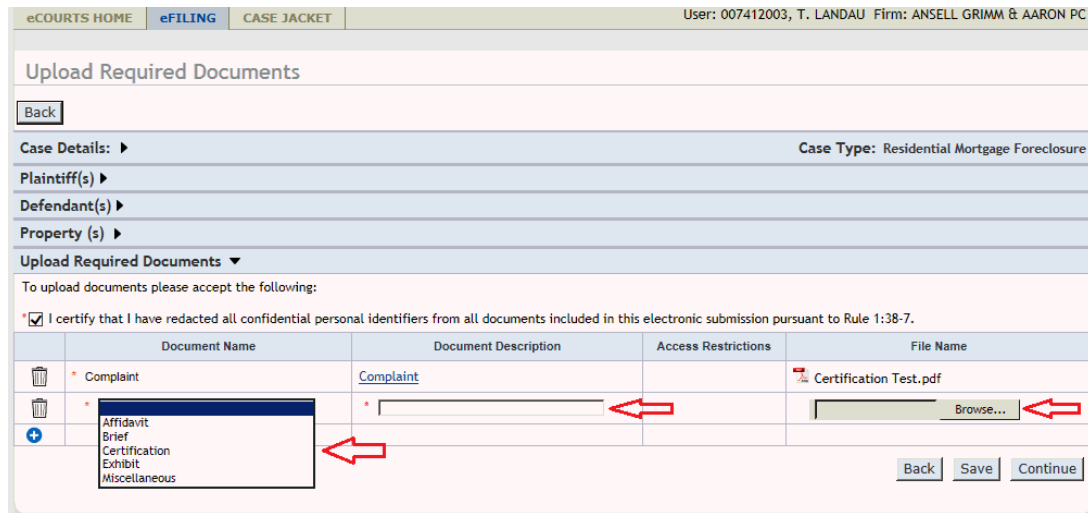 eCOURTS HOME eFILING CASE JACKET User: 007412003, T. LANDAU Firm: ANSELL GRIMM & AARON PC
Upload Required Documents
Back
Case Details: Case Type: Residential Mortgage Foreclosure
Plaintiff(s)
Defendant(s)
Property (s)
Upload Required Documents
To upload documents please accept the following:
* I certify that I have redacted all confidential personal identifiers from all documents included in this electronic submission pursuant to Rule 1:38-7.
Document Name Document Description Access Restrictions File Name
* Complaint Complaint Certification Test.pdf
* * Browse...
Affidavit
Brief
Certification
Exhibit
Miscellaneous
Back Save Continue